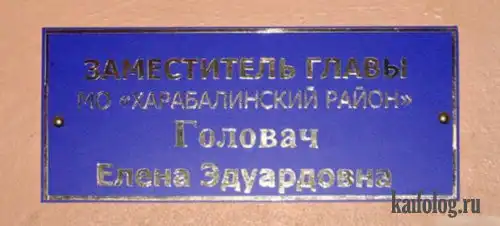 ЗАМЕСТИТЕЛЬ ГЛАВЫ
МО «ХАРАБАЛИНСКИЙ РАЙОН»
Головач
Елена Эдуардовна
kaifolog.ru